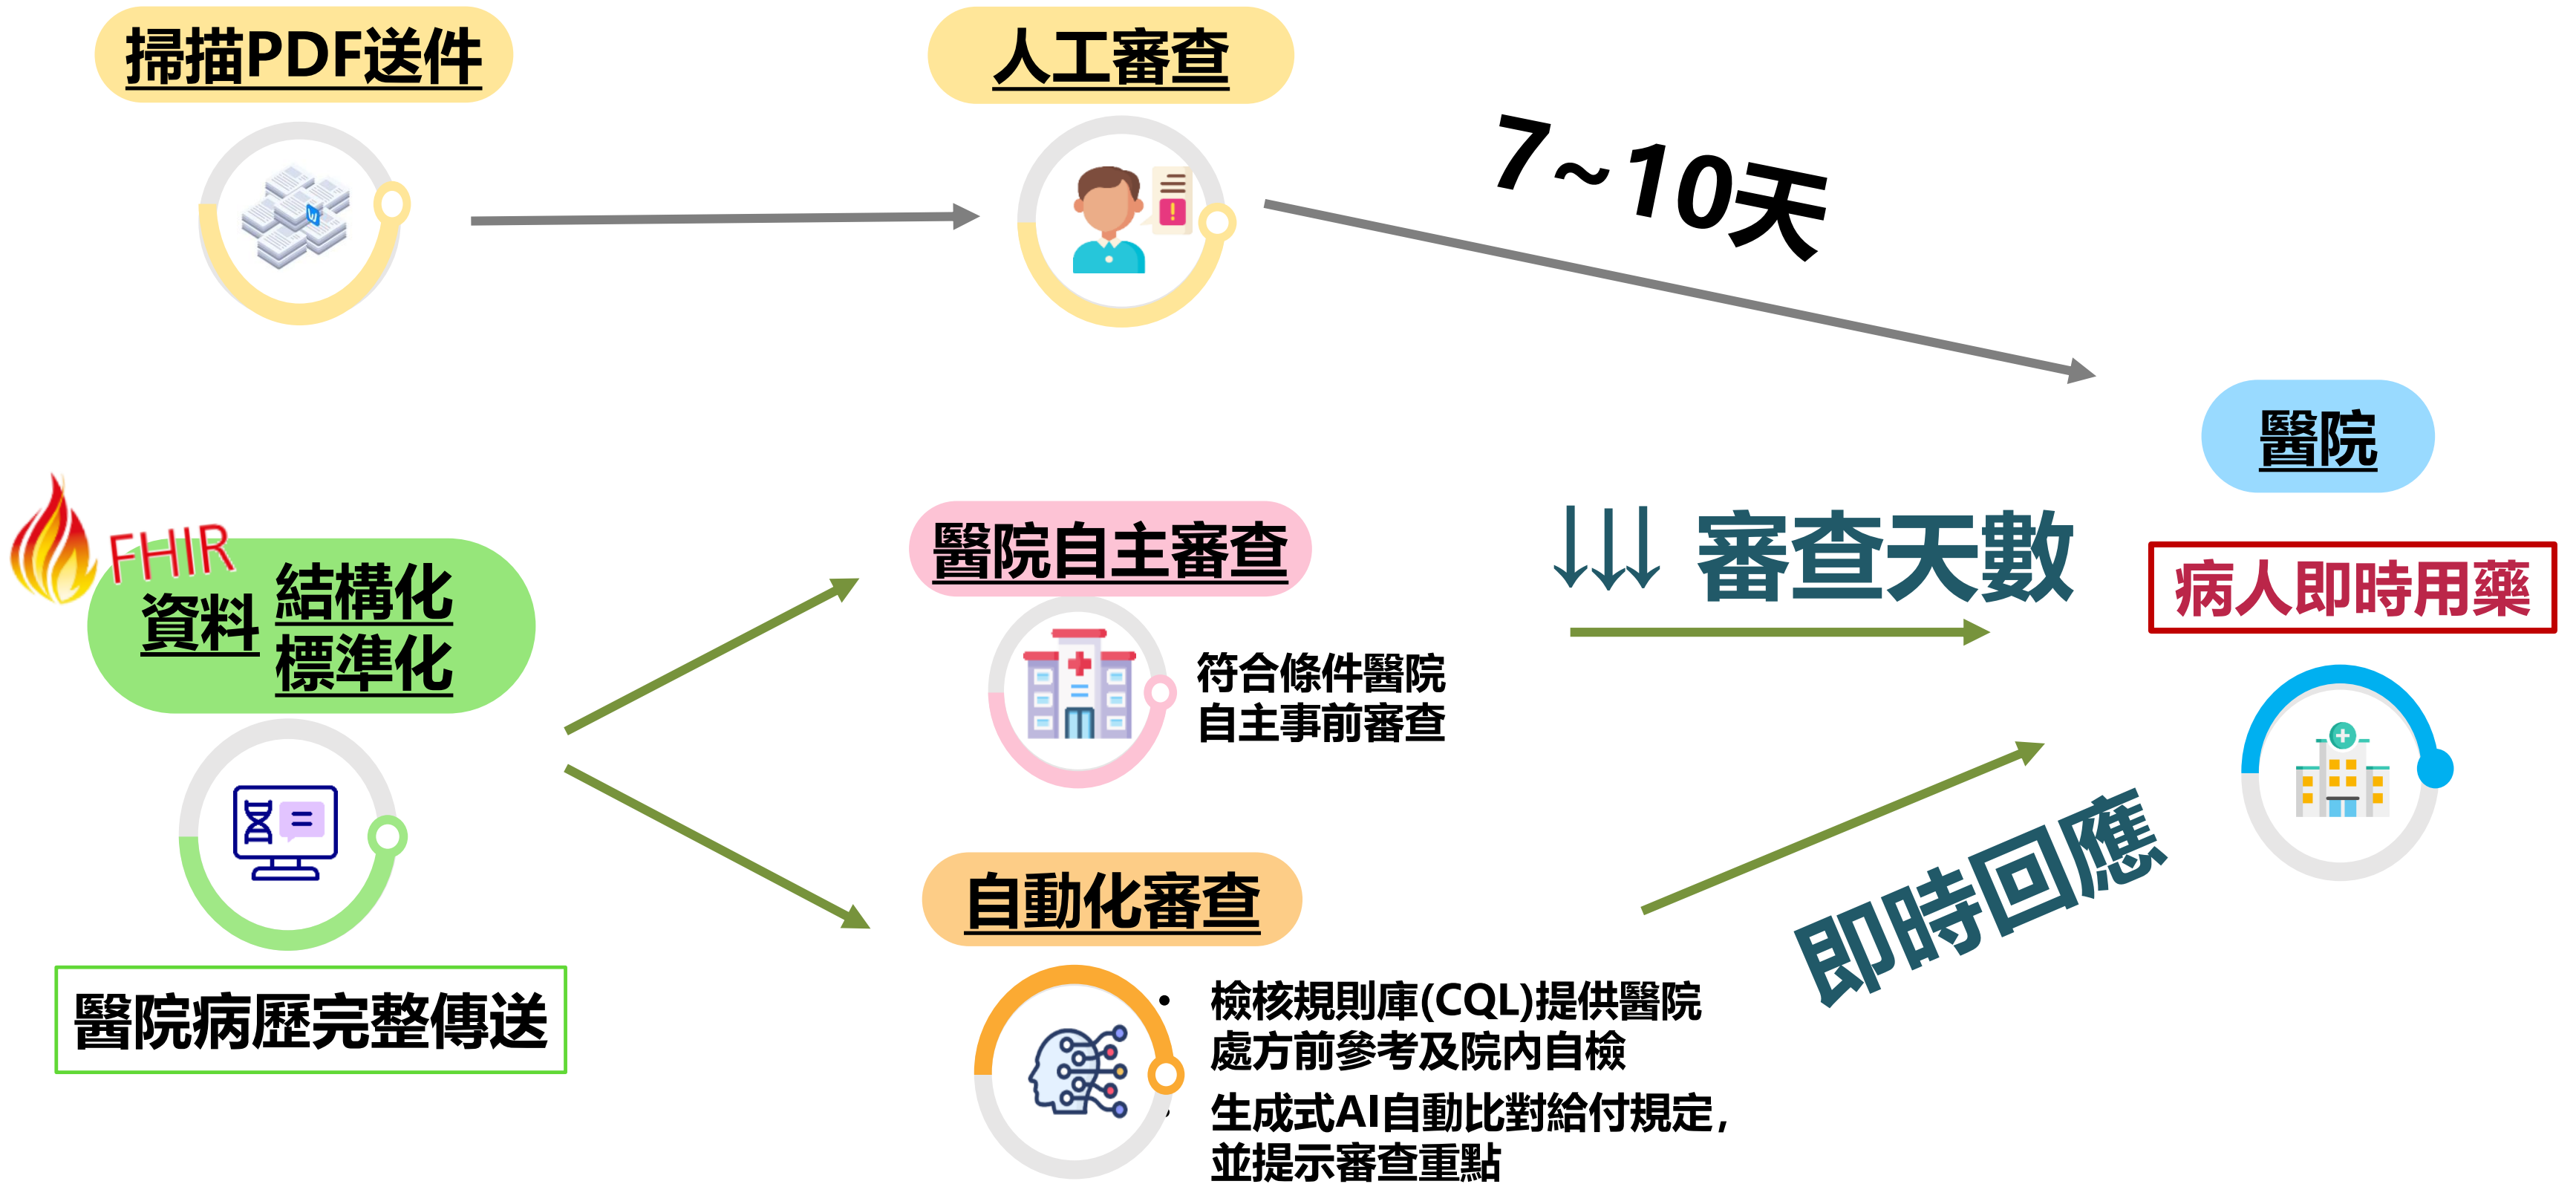 掃描PDF送件
人工審查
7~10天
醫院
病人即時用藥
FHIR
資料
結構化
標準化
醫院病歷完整傳送
醫院自主審查
符合條件醫院
自主事前審查
↓↓↓ 審查天數
自動化審查
• 檢核規則庫(CQL)提供醫院
處方前參考及院內自檢
• 生成式AI自動比對給付規定,
並提示審查重點
即時回應